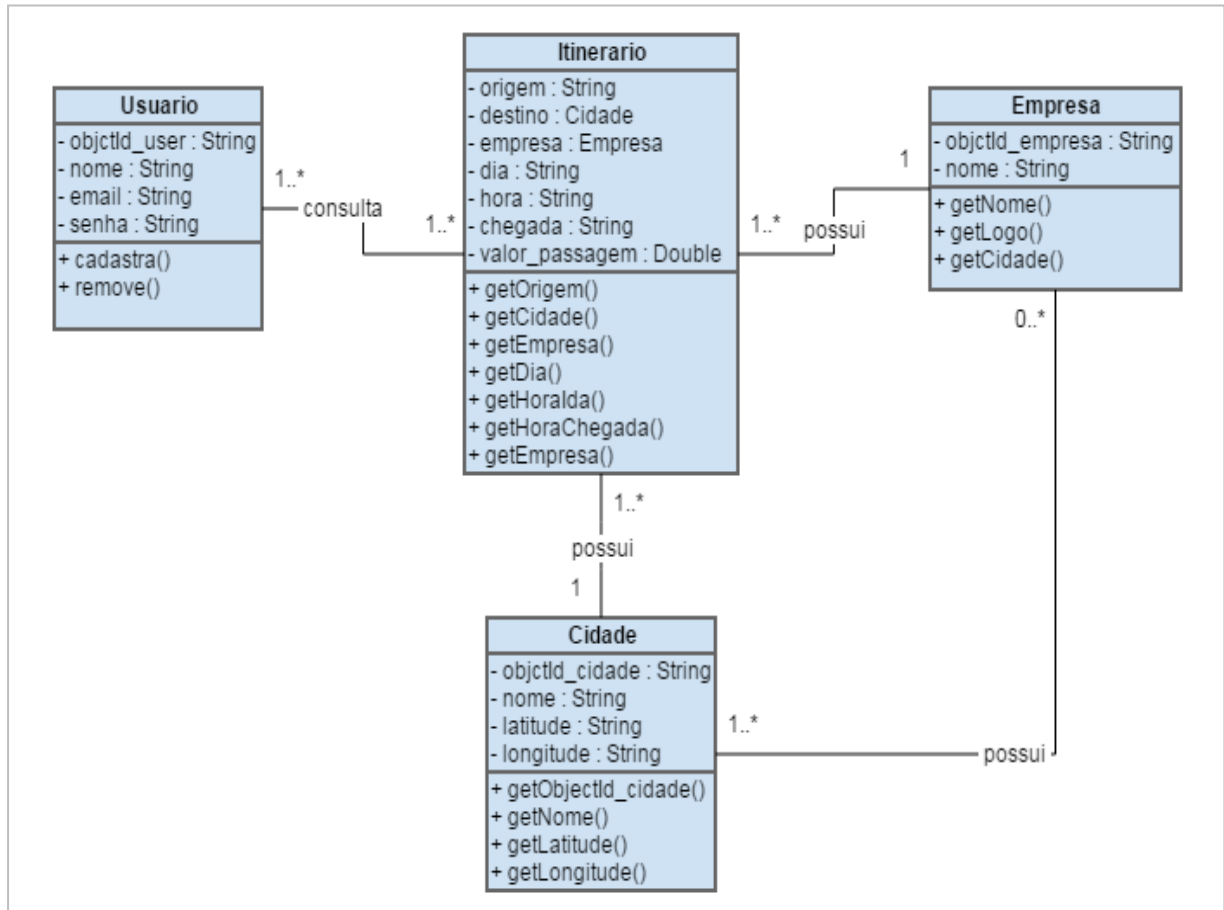 Usuario
- objctId_user : String
- nome : String
- email : String
- senha : String
+ cadastra()
+ remove()
1..*
consulta
1..*
Itinerario
- origem : String
- destino : Cidade
- empresa : Empresa
- dia : String
- hora : String
- chegada : String
- valor_passagem : Double
+ getOrigem()
+ getCidade()
+ getEmpresa()
+ getDia()
+ getHoraIda()
+ getHoraChegada()
+ getEmpresa()
1..*
possui
1
Empresa
- objctId_empresa : String
- nome : String
+ getNome()
+ getLogo()
+ getCidade()
0..*
1..*
possui
1
Cidade
- objctId_cidade : String
- nome : String
- latitude : String
- longitude : String
+ getObjectId_cidade()
+ getNome()
+ getLatitude()
+ getLongitude()
1..*
possui